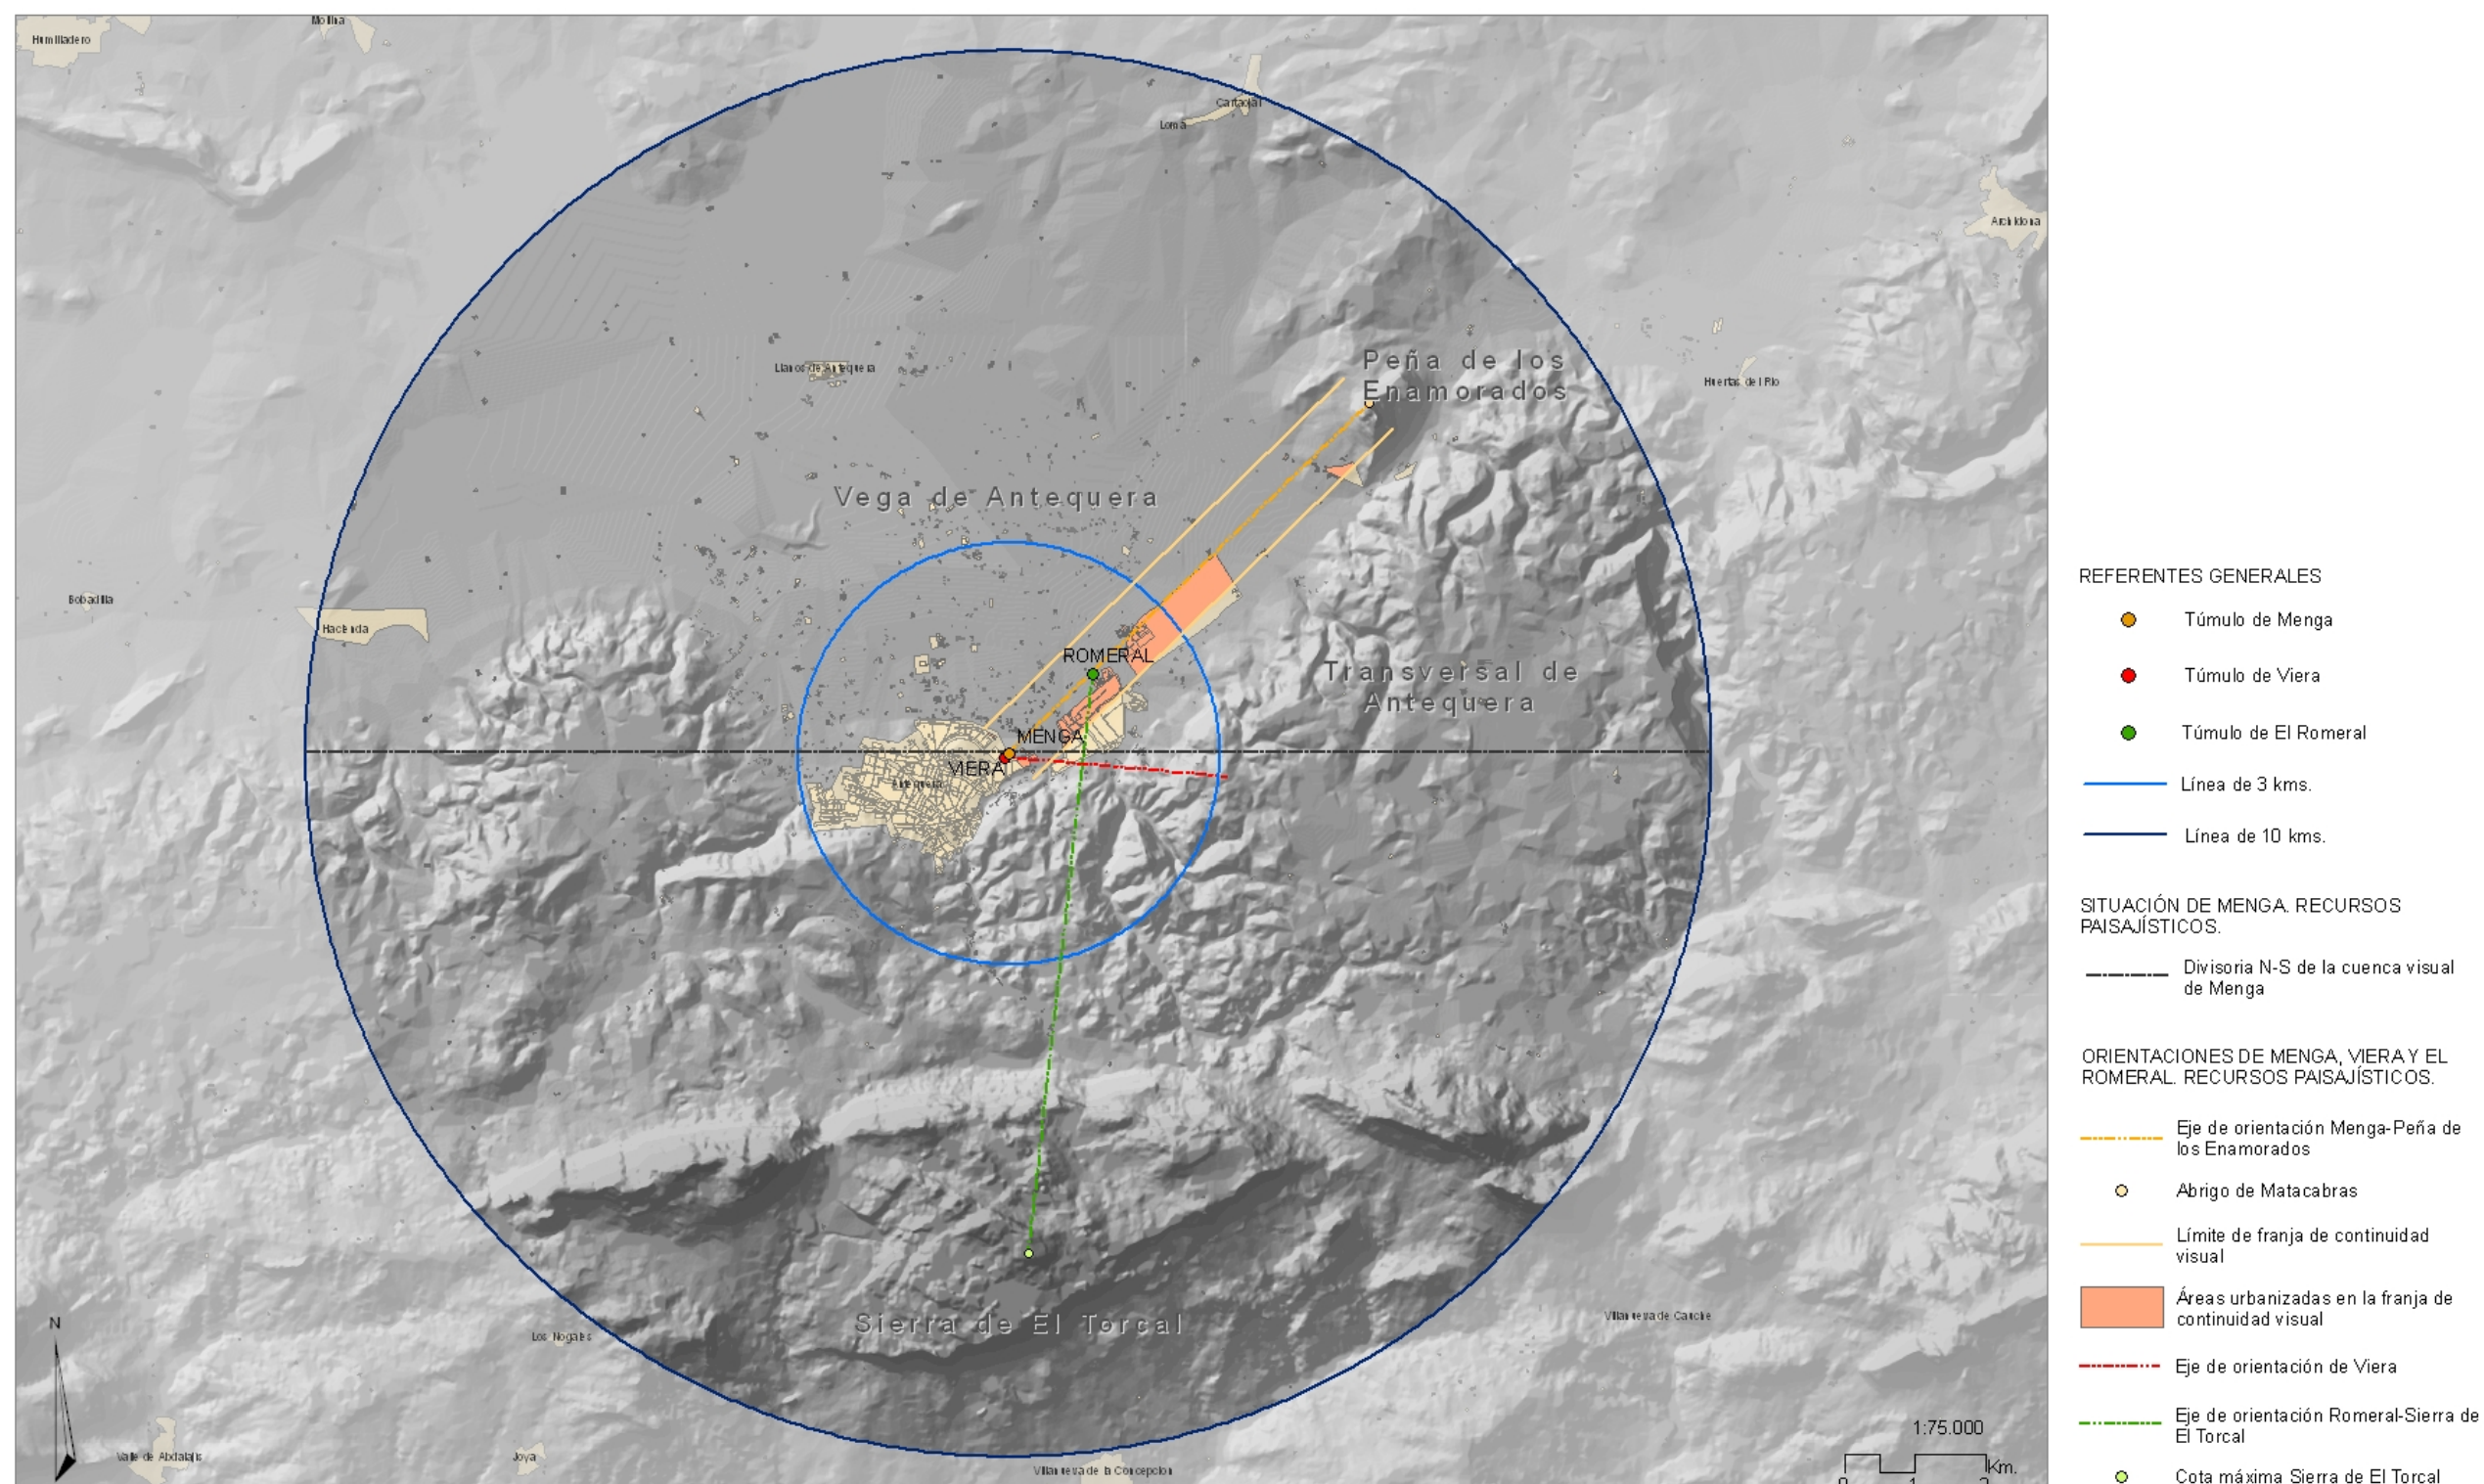 Molina
Humilladero
Cartaojal
Loma
Archidona
Peña de los
Enamorados
Llanos de Antequera
Huertas del Río
Vega de Antequera
Bobadilla
Hacienda
ROMERAL
Transversal de
Antequera
MENGA
VIERA
Antequera
Sierra de El Torcal
Villanueva de Cauche
Los Nogales
N
Valle de Abdalajis
Joya
Villanueva de la Concepcion
1:75.000
Km.
0 1 2
REFERENTES GENERALES
Túmulo de Menga
Túmulo de Viera
Túmulo de El Romeral
Línea de 3 kms.
Línea de 10 kms.
SITUACIÓN DE MENGA. RECURSOS
PAISAJÍSTICOS.
Divisoria N-S de la cuenca visual
de Menga
ORIENTACIONES DE MENGA, VIERA Y EL
ROMERAL. RECURSOS PAISAJÍSTICOS.
Eje de orientación Menga-Peña de
los Enamorados
Abrigo de Matacabras
Límite de franja de continuidad
visual
Áreas urbanizadas en la franja de
continuidad visual
Eje de orientación de Viera
Eje de orientación Romeral-Sierra de
El Torcal
Cota máxima Sierra de El Torcal